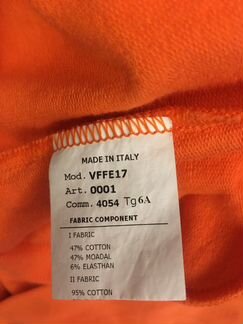 MADE IN ITALY
Mod. VFFE17
Art. 0001
Comm. 4054 Tg6A
FABRIC COMPONENT
I FABRIC
47% COTTON
47% MOADAL
6% ELASTHAN
II FABRIC
95% COTTON